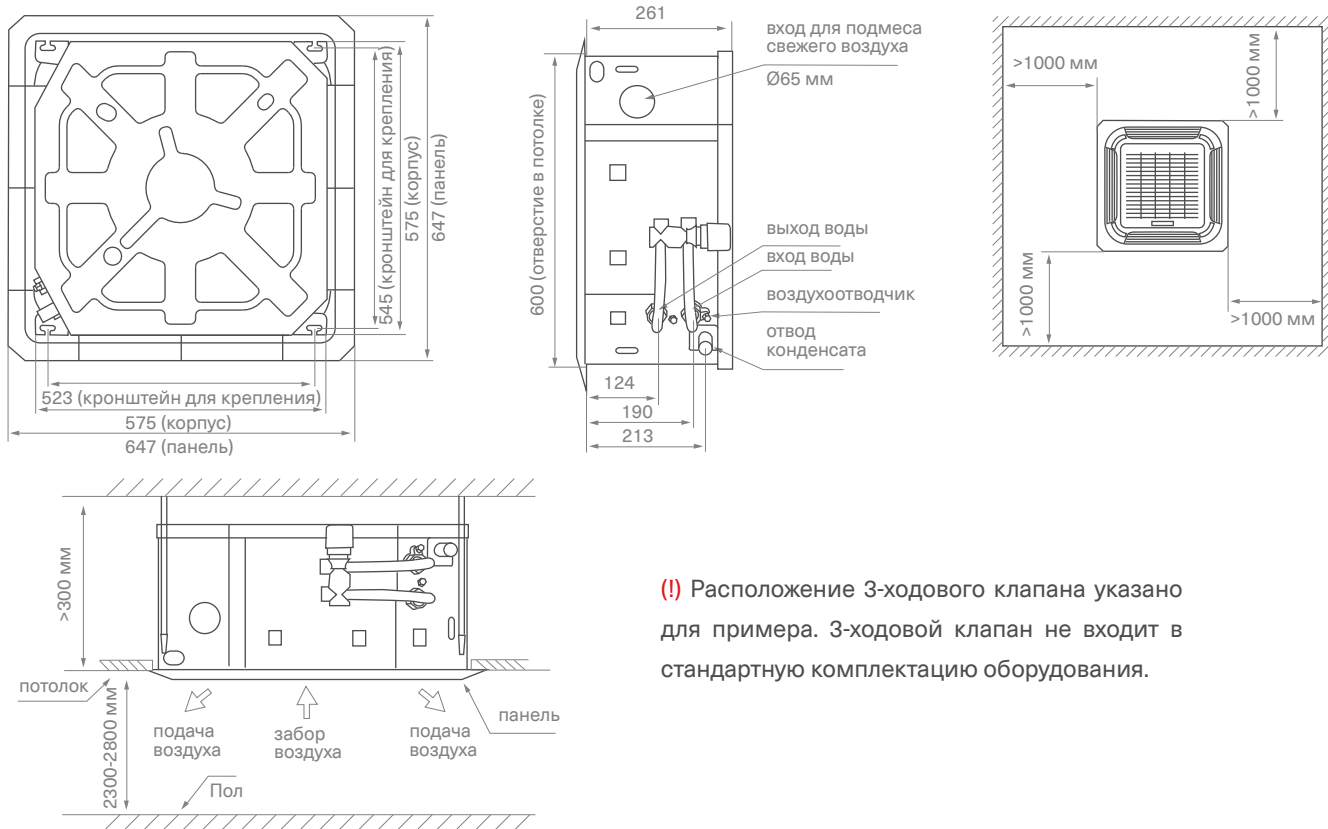 545 (кронштейн для крепления)
575 (корпус)
647 (панель)
523 (кронштейн для крепления)
575 (корпус)
647 (панель)
261
600 (отверстие в потолке)
вход для подмеса
свежего воздуха
Ø65 мм
выход воды
вход воды
воздухоотводчик
отвод
конденсата
124
190
213
>1000 мм
>1000 мм
>1000 мм
>1000 мм
>300 мм
потолок
2300-2800 мм
подача
воздуха
забор
воздуха
подача
воздуха
панель
Пол
(!) Расположение 3-ходового клапана указано
для примера. 3-ходовой клапан не входит в
стандартную комплектацию оборудования.